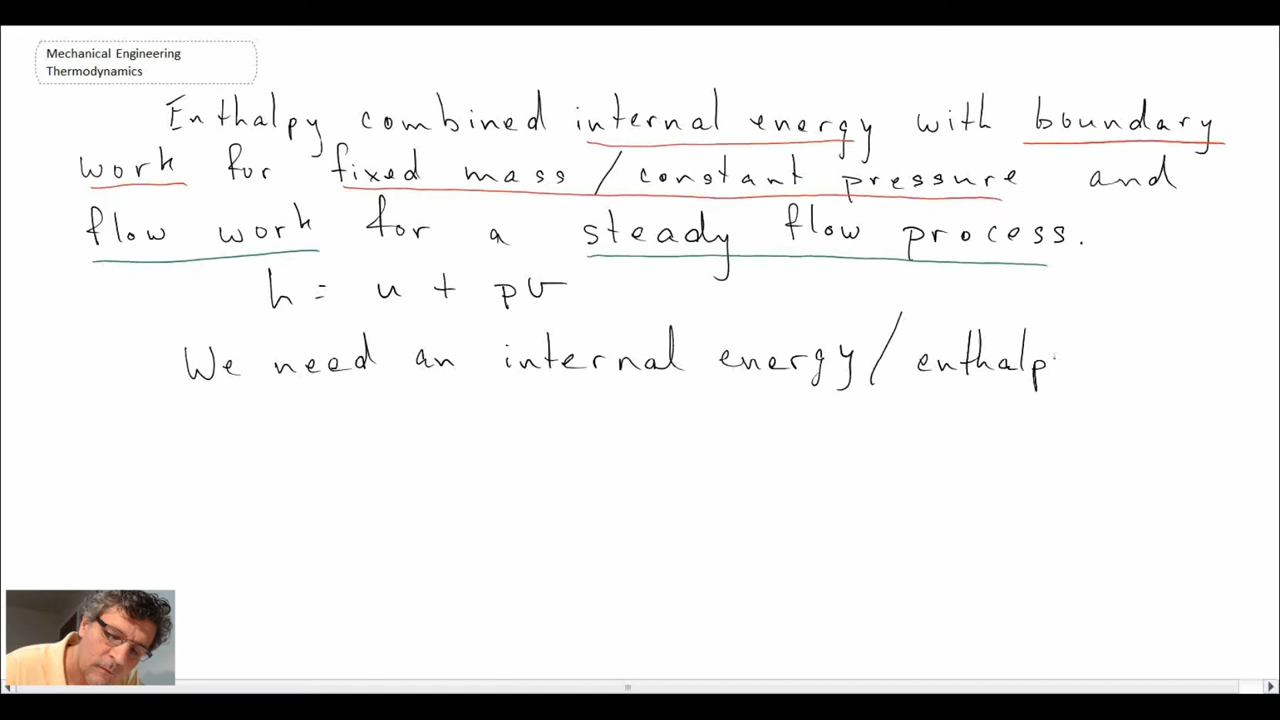 Mechanical Engineering
Thermodynamics
Enthalpy combined internal energy with boundary
work for fixed mass / constant pressure and
flow work for a steady flow process.
h = u + pv
We need an internal energy / enthalp